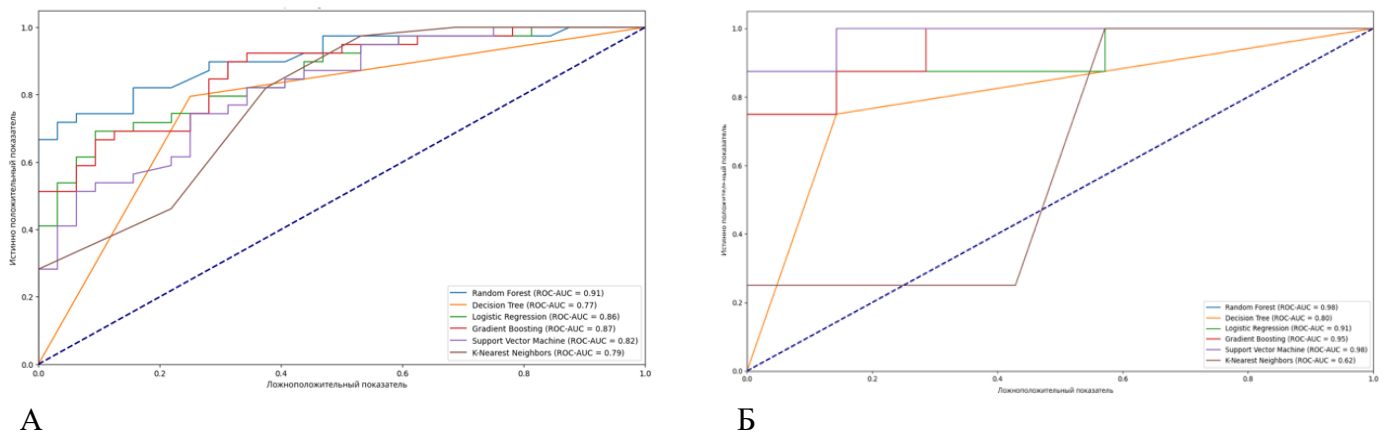 1.0
0.8
0.6
0.4
0.2
0.0
0.0
0.2
0.4
0.6
0.8
1.0
Истинно положительный показатель
Ложноположительный показатель
Random Forest (ROC-AUC = 0.91)
Decision Tree (ROC-AUC = 0.77)
Logistic Regression (ROC-AUC = 0.86)
Gradient Boosting (ROC-AUC = 0.87)
Support Vector Machine (ROC-AUC = 0.82)
K-Nearest Neighbors (ROC-AUC = 0.79)
А
1.0
0.8
0.6
0.4
0.2
0.0
0.0
0.2
0.4
0.6
0.8
1.0
Истинно положительный показатель
Ложноположительный показатель
Random Forest (ROC-AUC = 0.98)
Decision Tree (ROC-AUC = 0.80)
Logistic Regression (ROC-AUC = 0.91)
Gradient Boosting (ROC-AUC = 0.95)
Support Vector Machine (ROC-AUC = 0.98)
K-Nearest Neighbors (ROC-AUC = 0.62)
Б